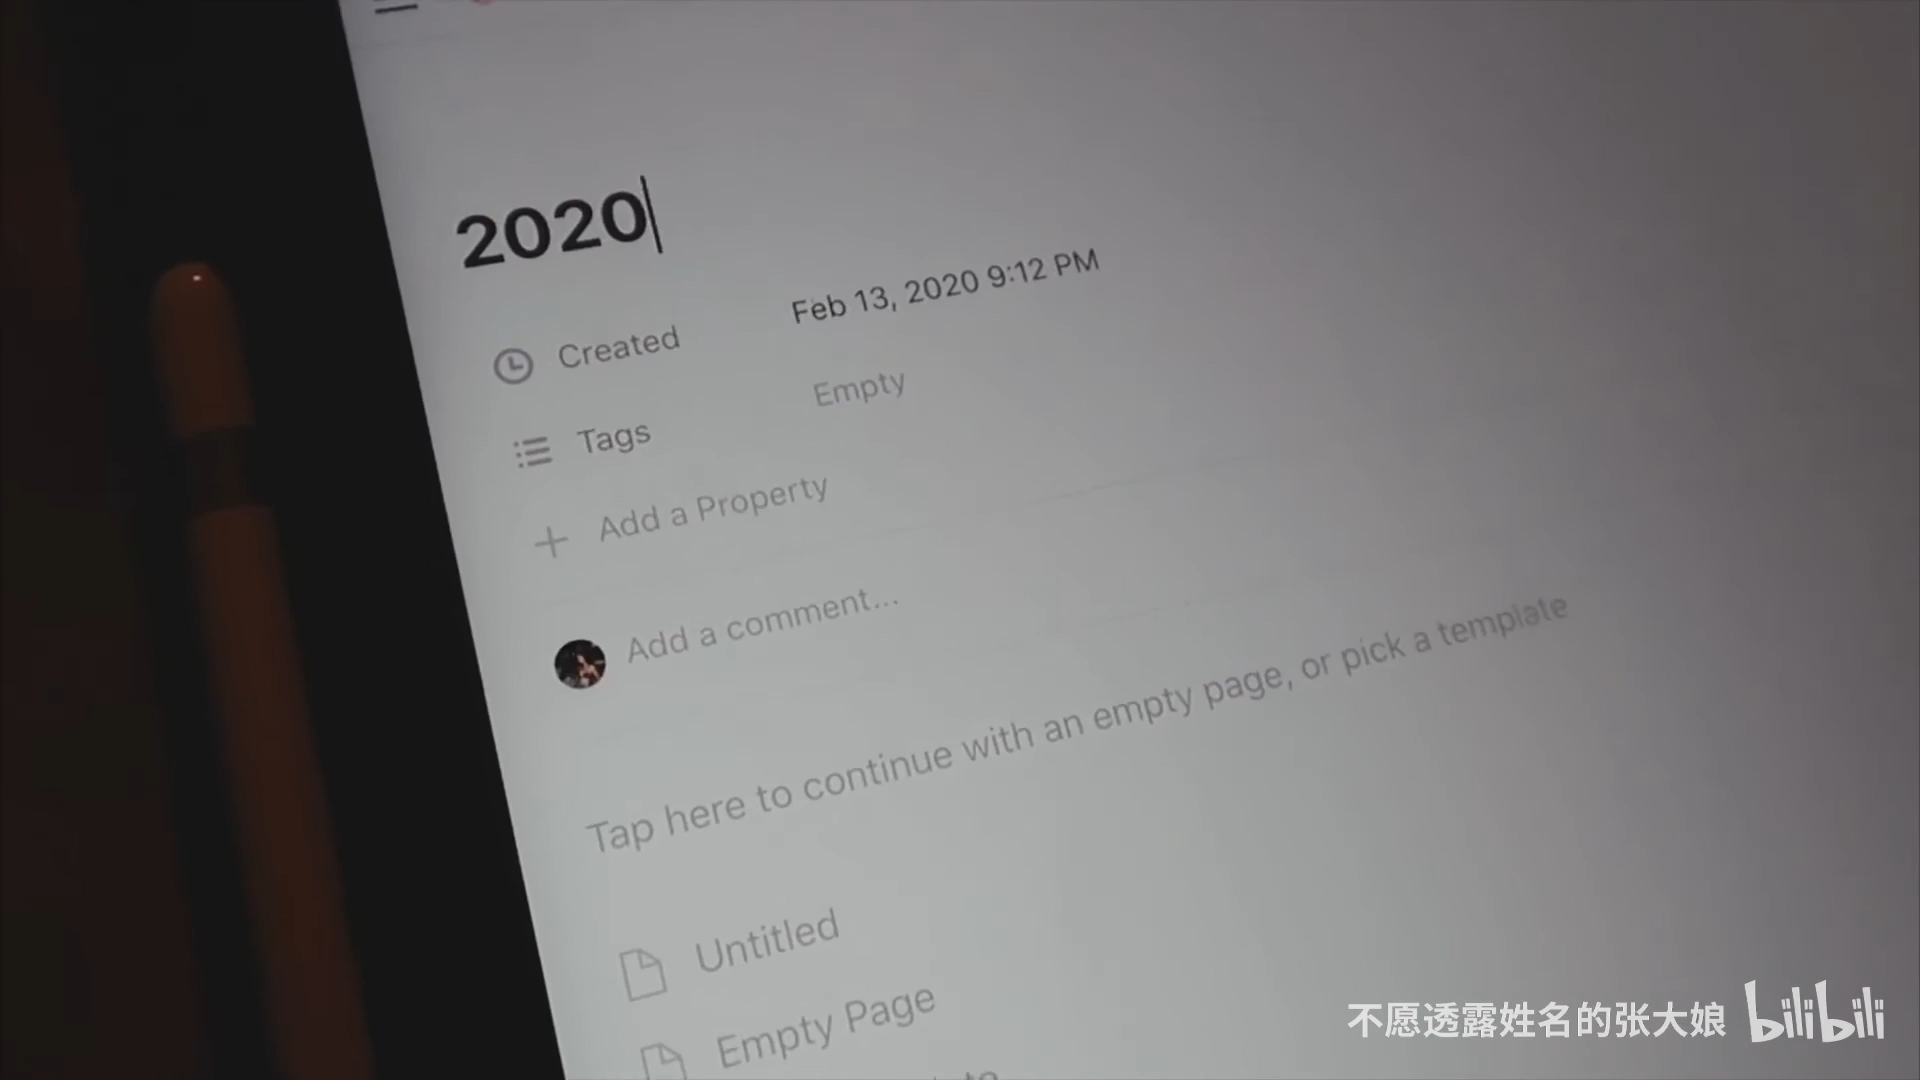 2020
Created Feb 13, 2020 9:12 PM
Tags Empty
Add a Property
Add a comment...
Tap here to continue with an empty page, or pick a template
Untitled
Empty Page
不愿透露姓名的张大娘 bilibili